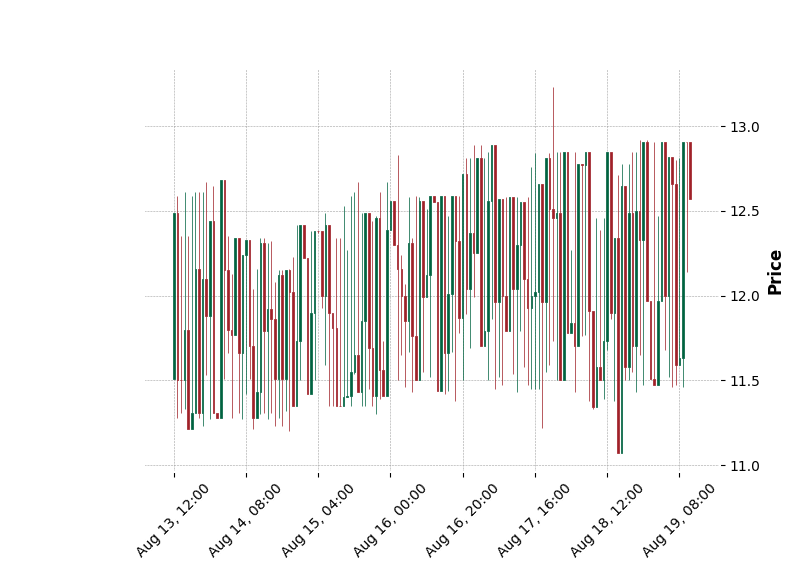 13.0
12.5
12.0
11.5
11.0
Price
Aug 13, 12:00
Aug 14, 08:00
Aug 15, 04:00
Aug 16, 00:00
Aug 16, 20:00
Aug 17, 16:00
Aug 18, 12:00
Aug 19, 08:00